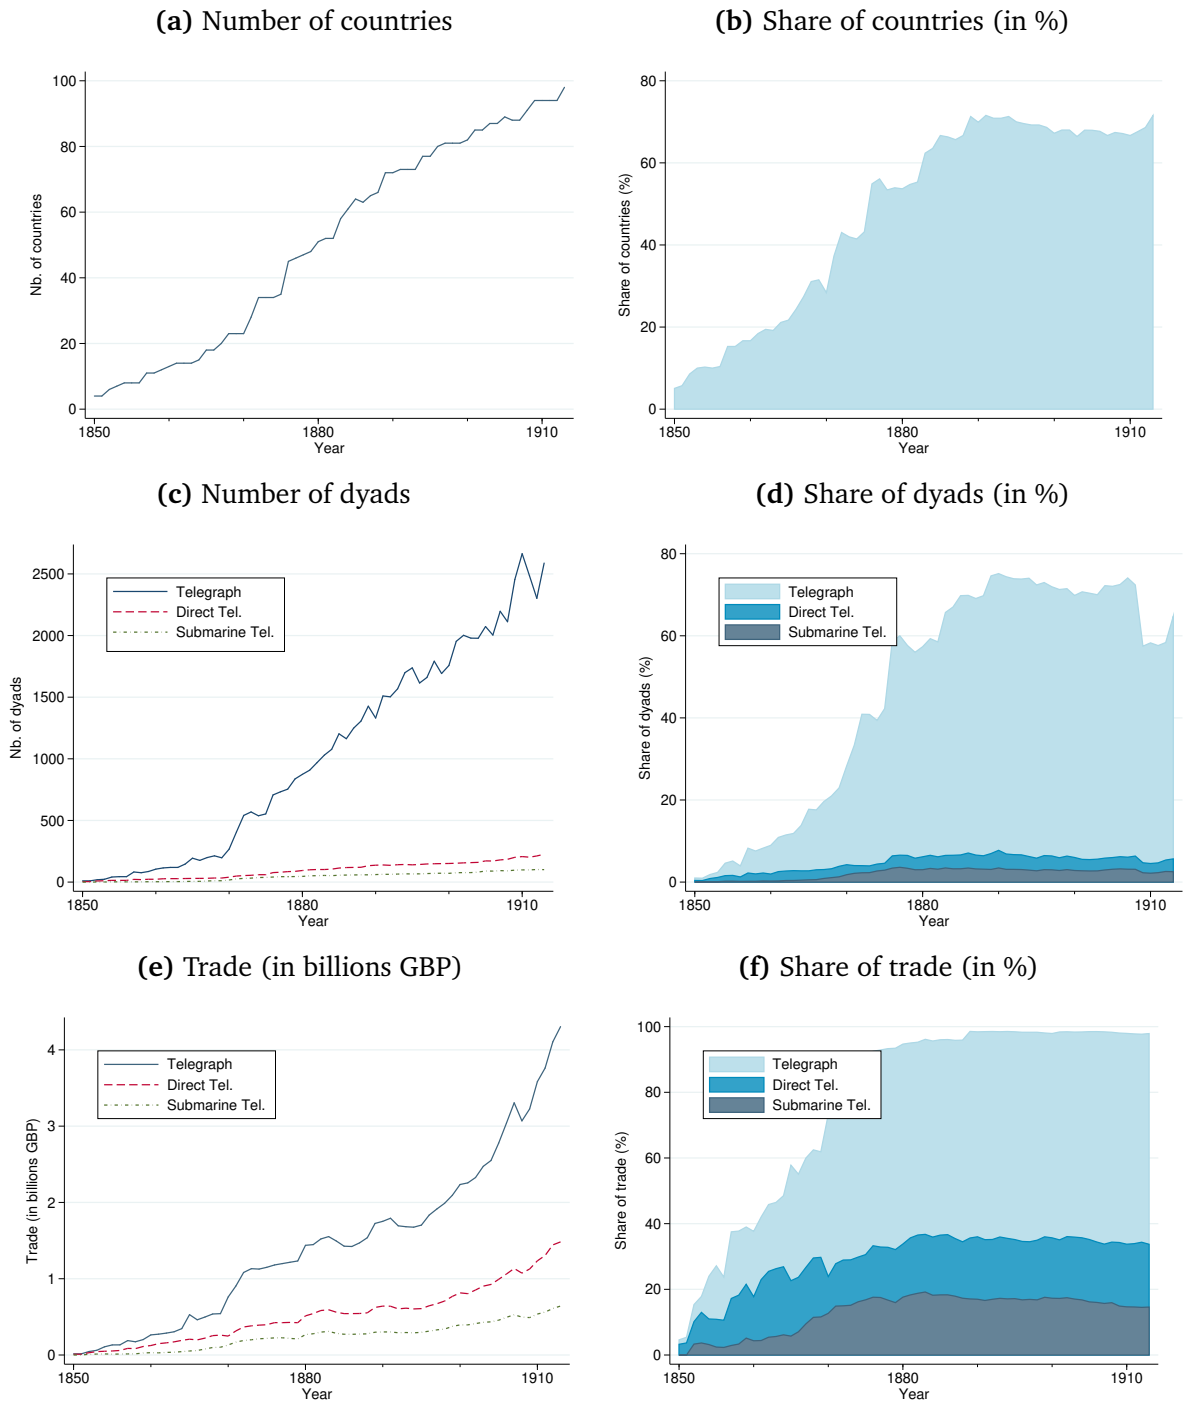 (a) Number of countries
(b) Share of countries (in %)
100
80
60
40
20
0
Nb. of countries
1850
1880
1910
Year
80
60
40
20
0
Share of countries (%)
1850
1880
1910
Year
(c) Number of dyads
(d) Share of dyads (in %)
2500
2000
1500
1000
500
0
Nb. of dyads
Telegraph
Direct Tel.
Submarine Tel.
1850
1880
1910
Year
80
60
40
20
0
Share of dyads (%)
Telegraph
Direct Tel.
Submarine Tel.
1850
1880
1910
Year
(e) Trade (in billions GBP)
(f) Share of trade (in %)
4
3
2
1
0
Trade (in billions GBP)
Telegraph
Direct Tel.
Submarine Tel.
1850
1880
1910
Year
100
80
60
40
20
0
Share of trade (%)
Telegraph
Direct Tel.
Submarine Tel.
1850
1880
1910
Year